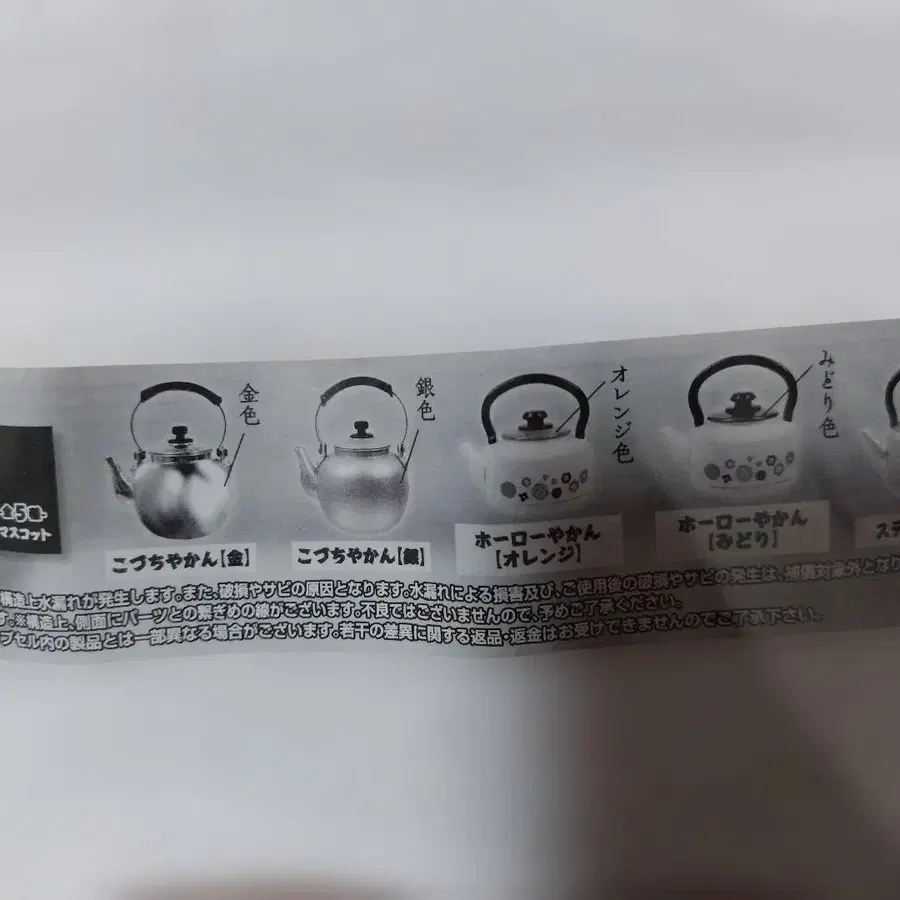 全5種
マスコット
金色
こづちやかん【金】
銀色
こづちやかん【銀】
オレンジ色
ホーローやかん
【オレンジ】
みどり色
ホーローやかん
【みどり】
ステ
構造上水漏れが発生します。また、破損やサビの原因となります。水漏れによる損害及び、ご使用後の破損やサビの発生は、補償対象外となり
す。※構造上、側面にパーツとの繋ぎめの線がございます。不良ではございませんので、予めご了承ください。
プセル内の製品とは一部異なる場合がございます。若干の差異に関する返品・返金はお受けできませんのでご了承下さい。